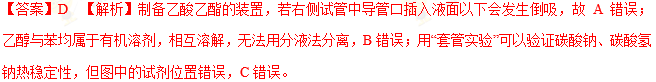 【答案】D　【解析】制备乙酸乙酯的装置，若右侧试管中导管口插入液面以下会发生倒吸，故 A 错误；
乙醇与苯均属于有机溶剂，相互溶解，无法用分液法分离，B错误；用“套管实验”可以验证碳酸钠、碳酸氢
钠热稳定性，但图中的试剂位置错误，C错误。